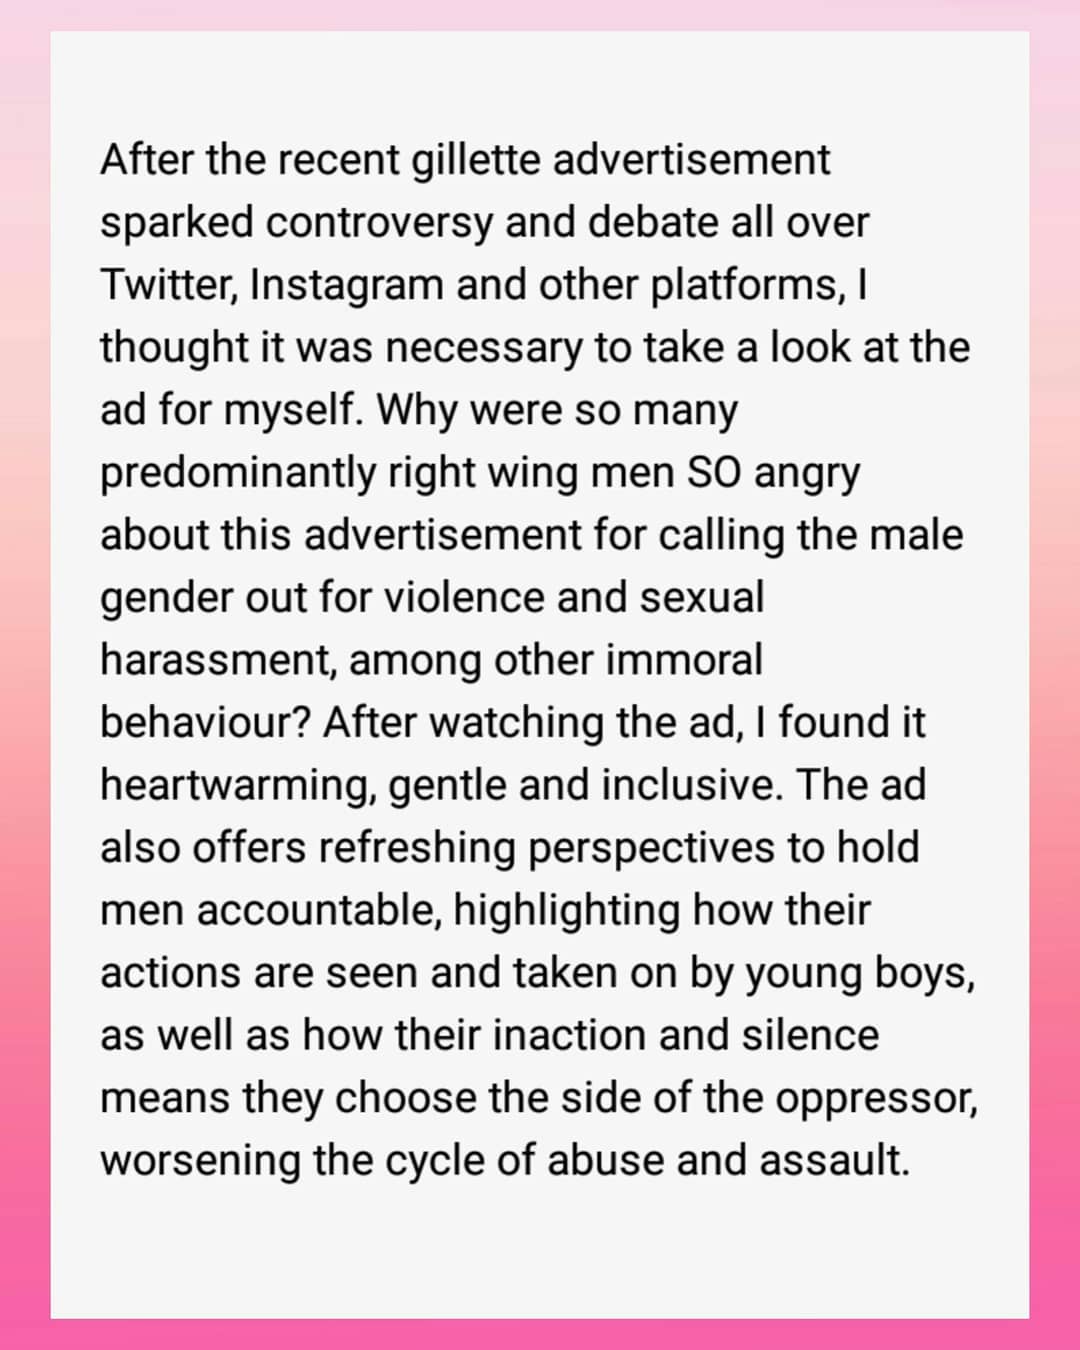 After the recent gillette advertisement
sparked controversy and debate all over
Twitter, Instagram and other platforms, I
thought it was necessary to take a look at the
ad for myself. Why were so many
predominantly right wing men SO angry
about this advertisement for calling the male
gender out for violence and sexual
harassment, among other immoral
behaviour? After watching the ad, I found it
heartwarming, gentle and inclusive. The ad
also offers refreshing perspectives to hold
men accountable, highlighting how their
actions are seen and taken on by young boys,
as well as how their inaction and silence
means they choose the side of the oppressor,
worsening the cycle of abuse and assault.